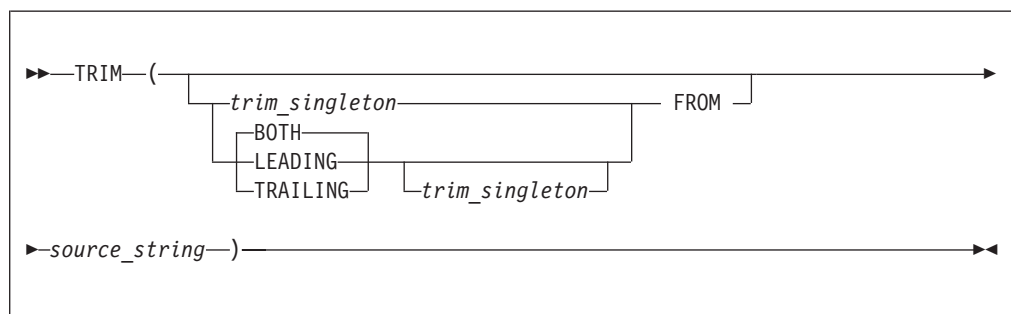 TRIM (
trim_singleton FROM
BOTH
LEADING
TRAILING
trim_singleton
source_string )